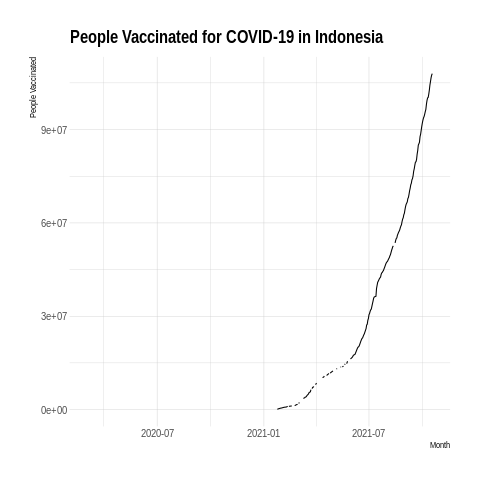 People Vaccinated for COVID-19 in Indonesia
People Vaccinated
9e+07
6e+07
3e+07
0e+00
2020-07 2021-01 2021-07
Month